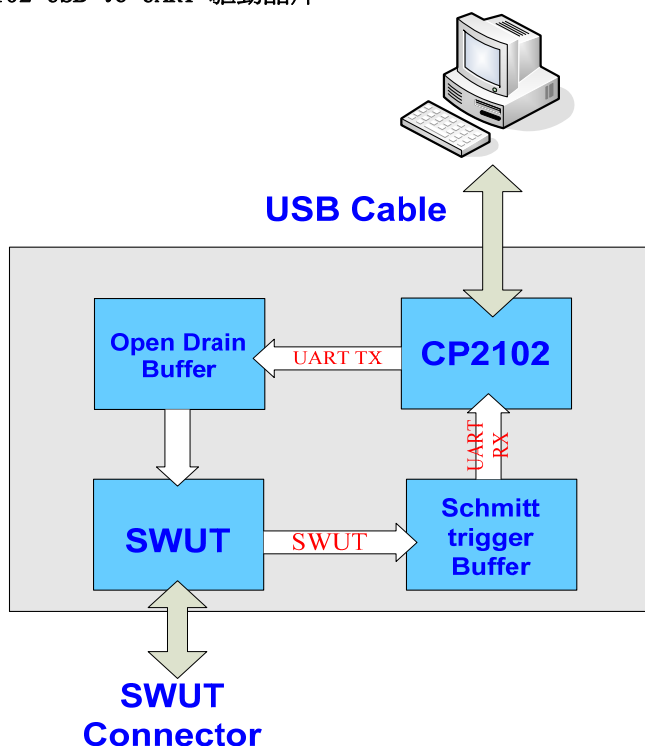 USB Cable
Open Drain
Buffer
UART TX
CP2102
UART
RX
SWUT
SWUT
Schmitt
trigger
Buffer
SWUT
Connector